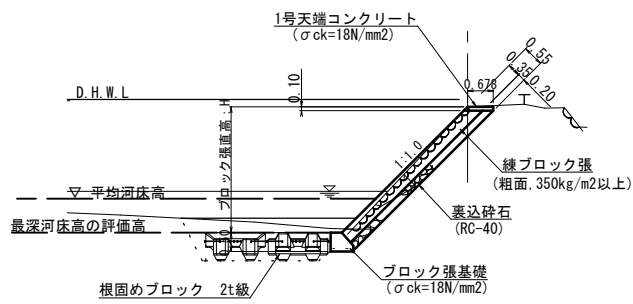 1号天端コンクリート
(σck=18N/mm2)
0.55
0.35
0.20
0.678
0.10
D.H.W.L
ブロック張直高:H
1:1.0
練ブロック張
(粗面,350kg/m2以上)
平均河床高
裏込砕石
(RC-40)
最深河床高の評価高
ブロック張基礎
(σck=18N/mm2)
根固めブロック 2t級